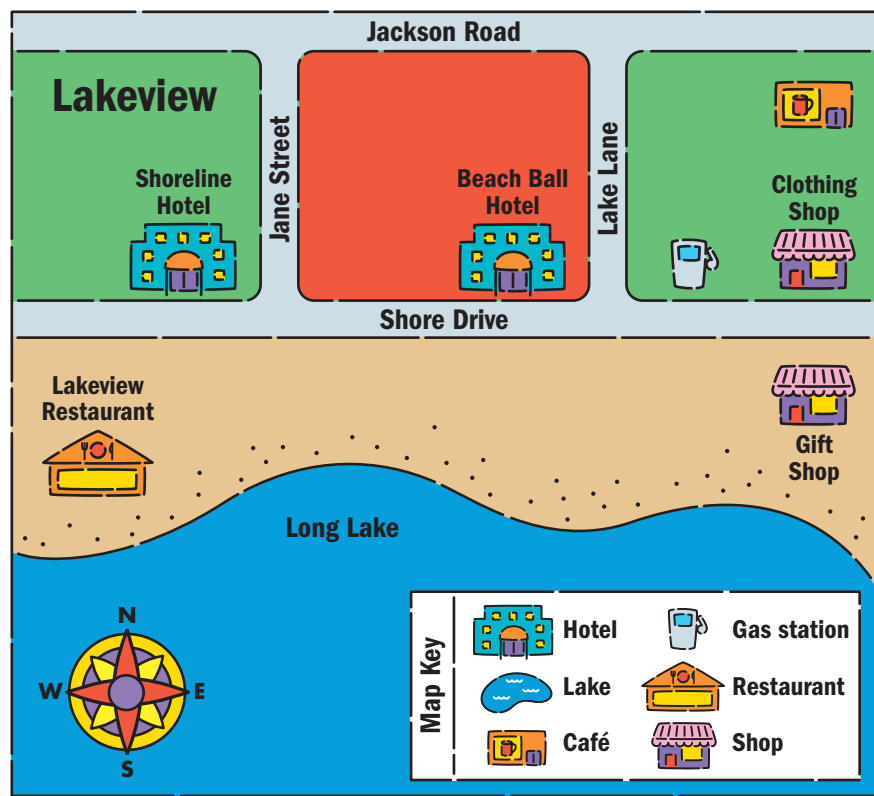 Jackson Road
Lakeview
Jane Street
Lake Lane
Shoreline
Hotel
Beach Ball
Hotel
Clothing
Shop
Shore Drive
Lakeview
Restaurant
Gift
Shop
Long Lake
N
W
E
S
Map Key
Hotel
Gas station
Lake
Restaurant
Café
Shop